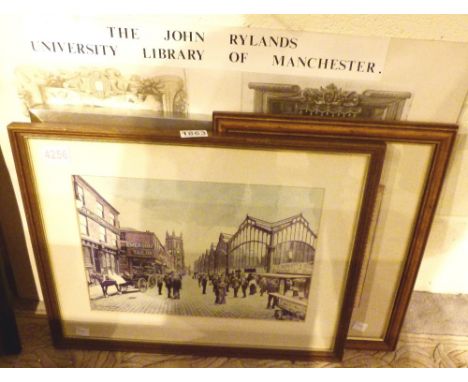 THE JOHN RYLANDS
UNIVERSITY LIBRARY OF MANCHESTER.
1863
4256